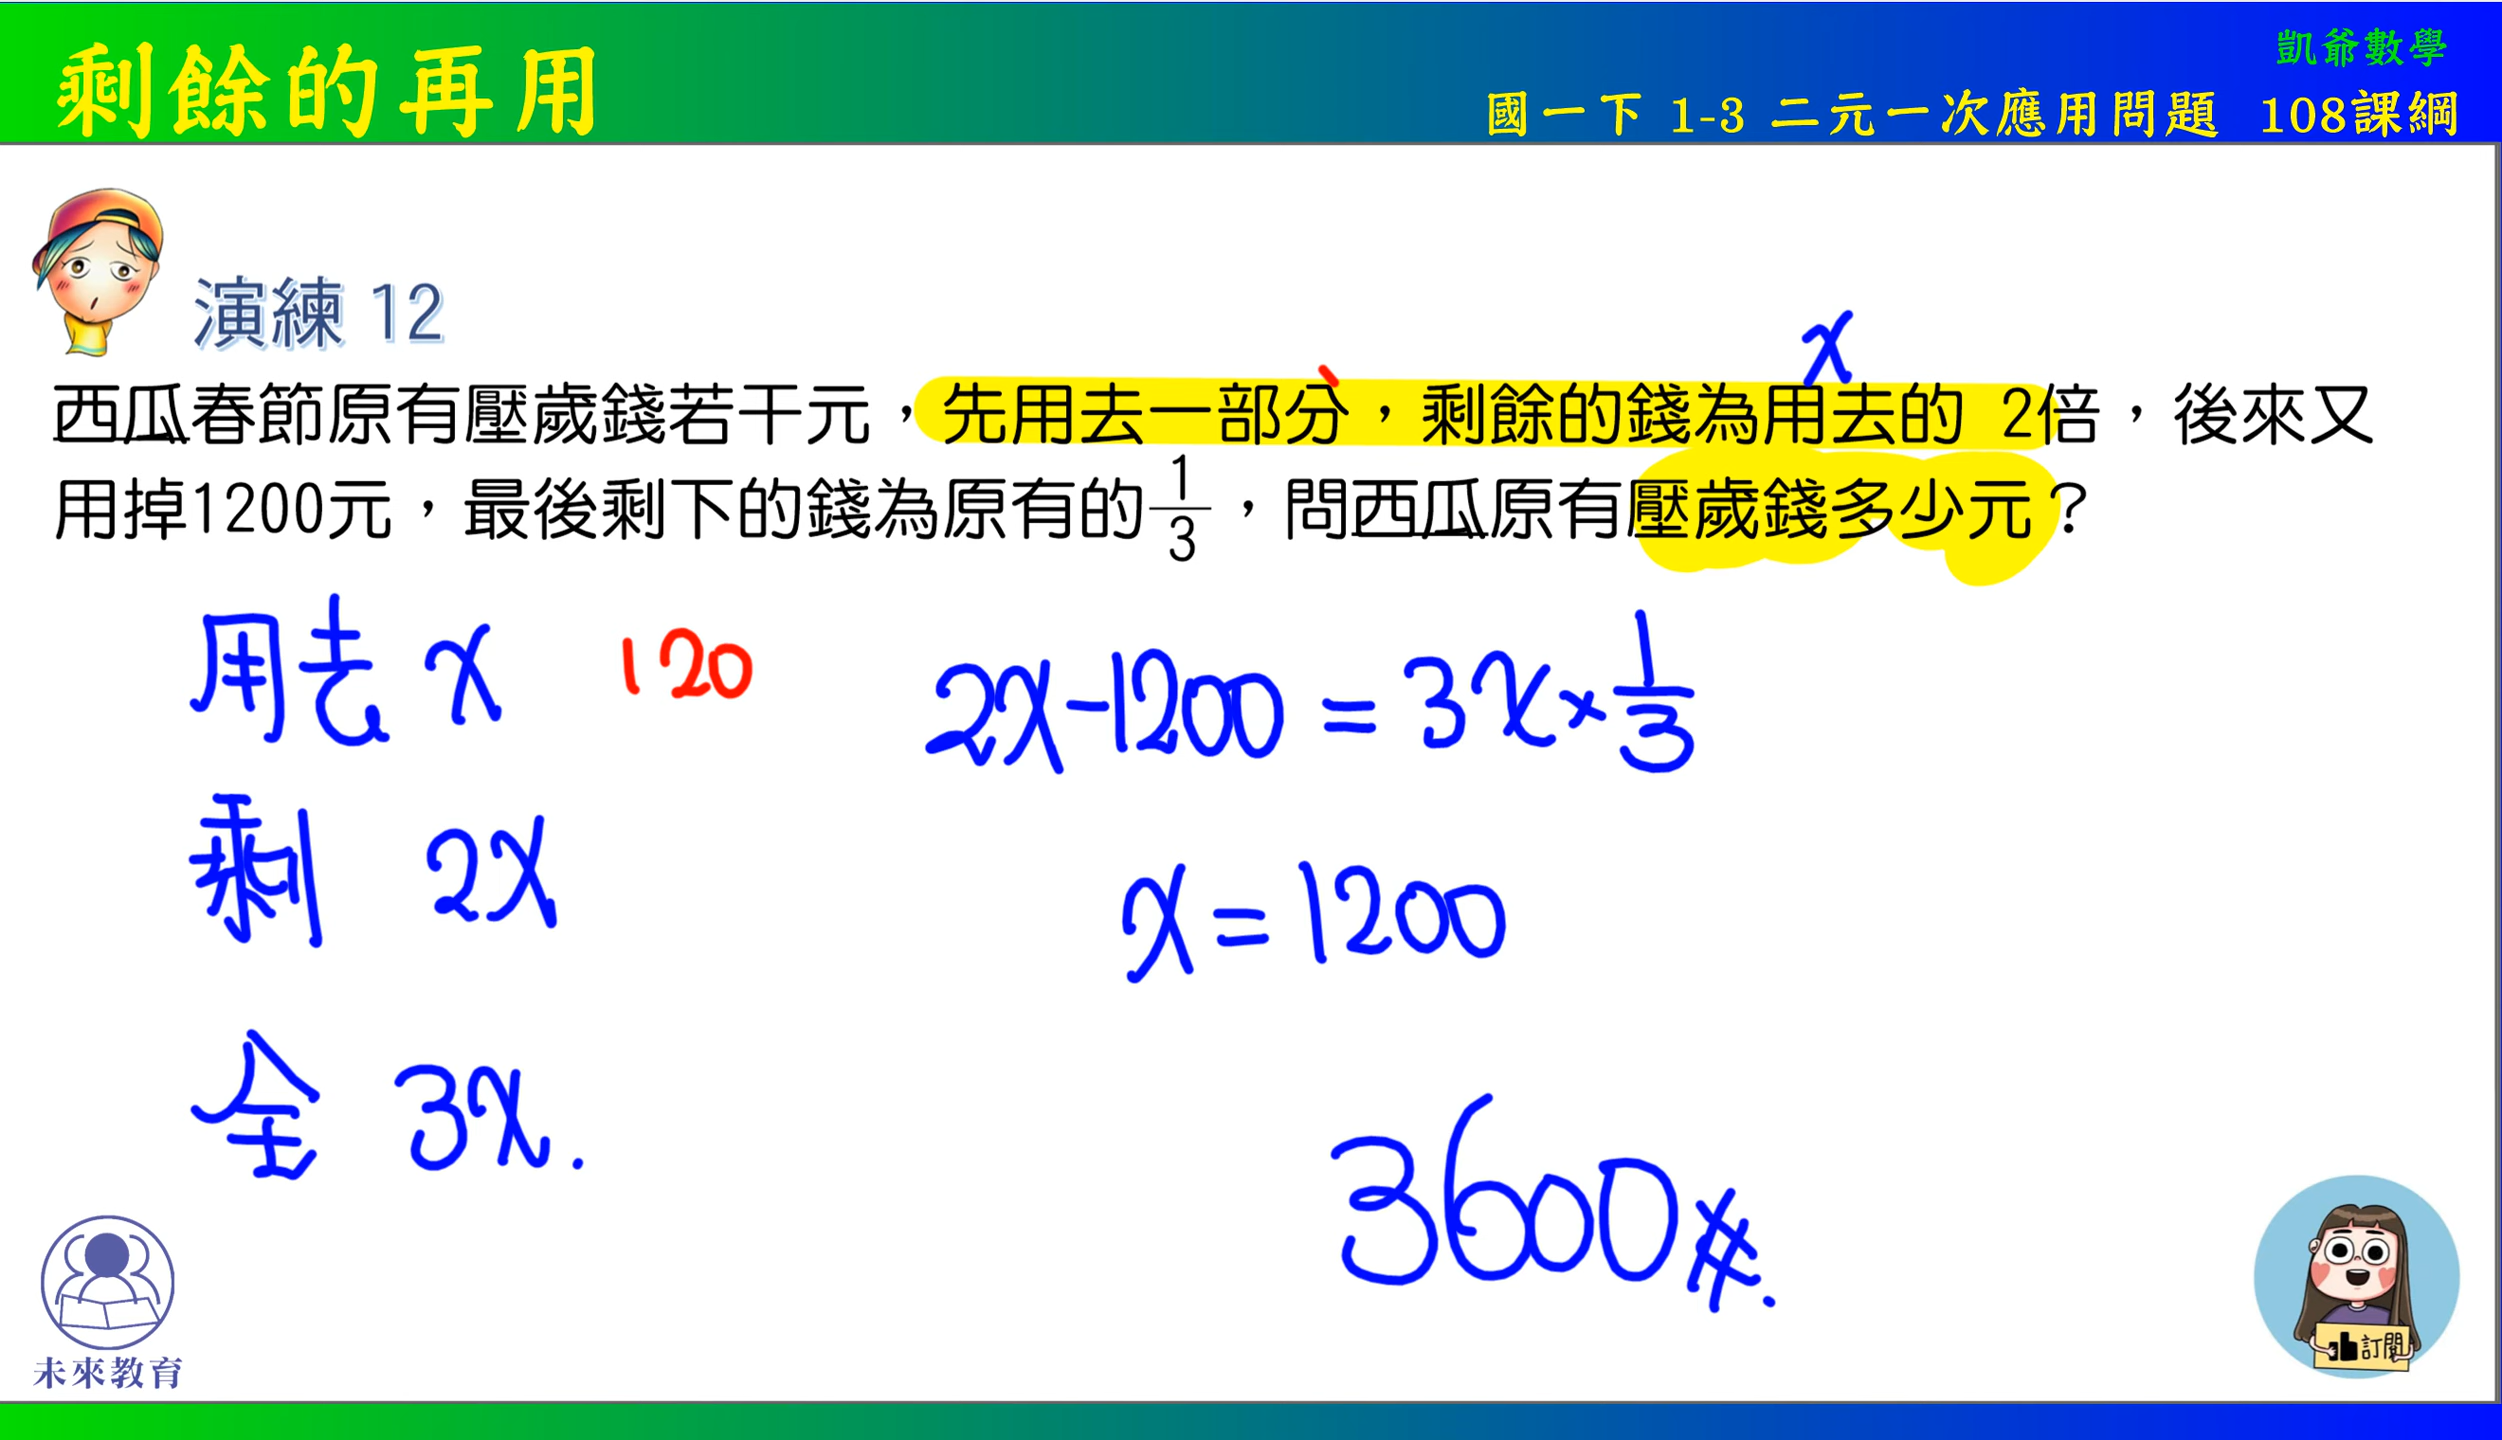 剩餘的再用
凱爺數學
國一下 1-3 二元一次應用問題 108課綱
演練 12
x
西瓜春節原有壓歲錢若干元，先用去一部分，剩餘的錢為用去的 2倍，後來又
用掉1200元，最後剩下的錢為原有的1/3，問西瓜原有壓歲錢多少元？
用去 x 120
2x-1200=3x×1/3
剩 2x
x=1200
全 3x.
3600#.
訂閱
未來教育